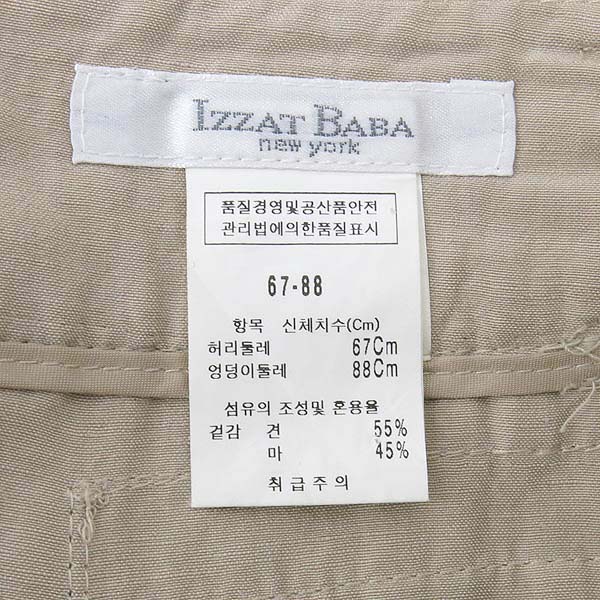 IZZAT BABA
new york
품질경영및공산품안전
관리법에의한품질표시
67-88
항목 신체치수(Cm)
허리둘레 67Cm
엉덩이둘레 88Cm
섬유의 조성및 혼용율
겉감 견 55%
마 45%
취급주의